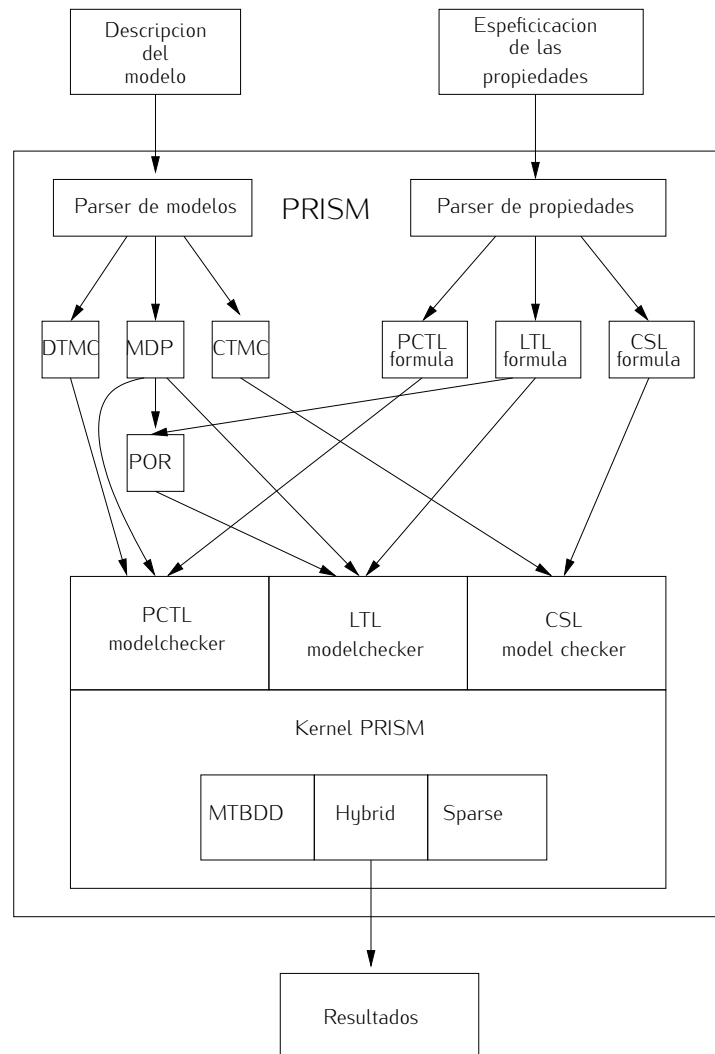 Descripcion
del
modelo
Espeficicacion
de las
propiedades
Parser de modelos
PRISM
Parser de propiedades
DTMC
MDP
CTMC
PCTL
formula
LTL
formula
CSL
formula
POR
PCTL
modelchecker
LTL
modelchecker
CSL
model checker
Kernel PRISM
MTBDD
Hybrid
Sparse
Resultados